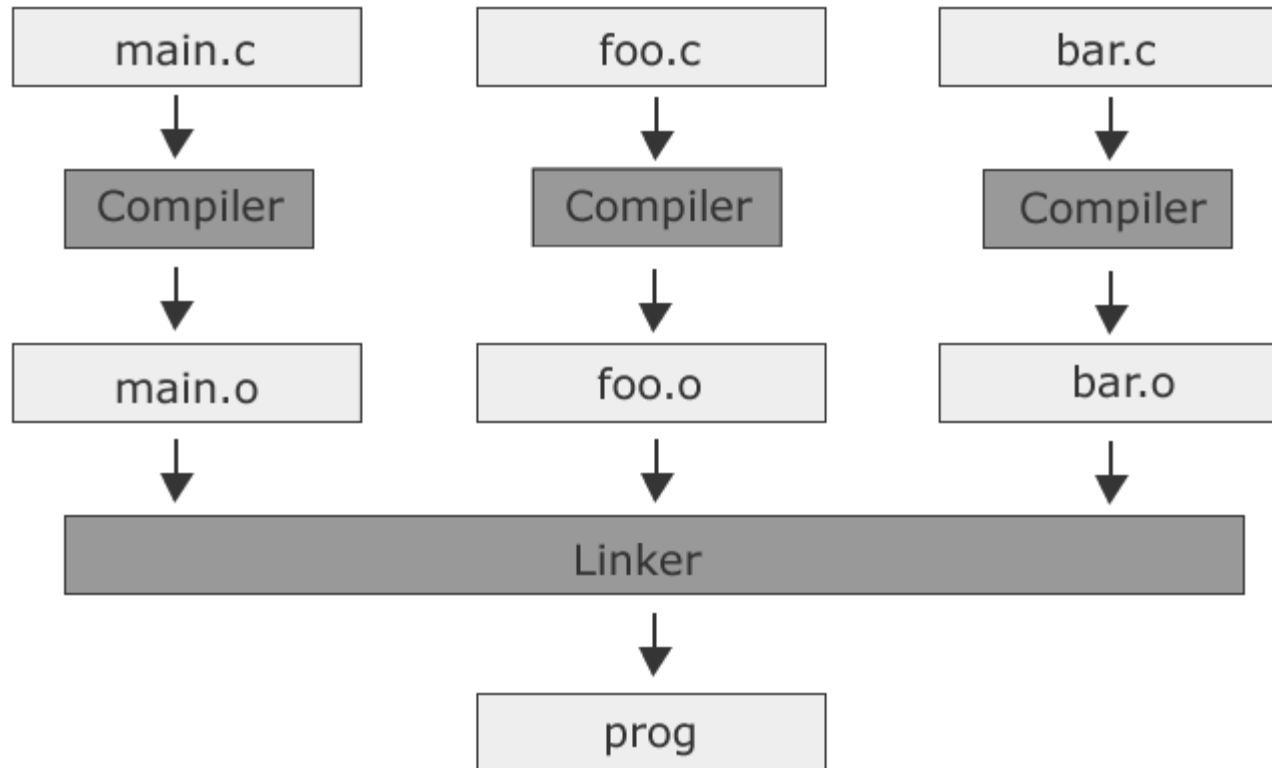 main.c
foo.c
bar.c
Compiler
Compiler
Compiler
main.o
foo.o
bar.o
Linker
prog